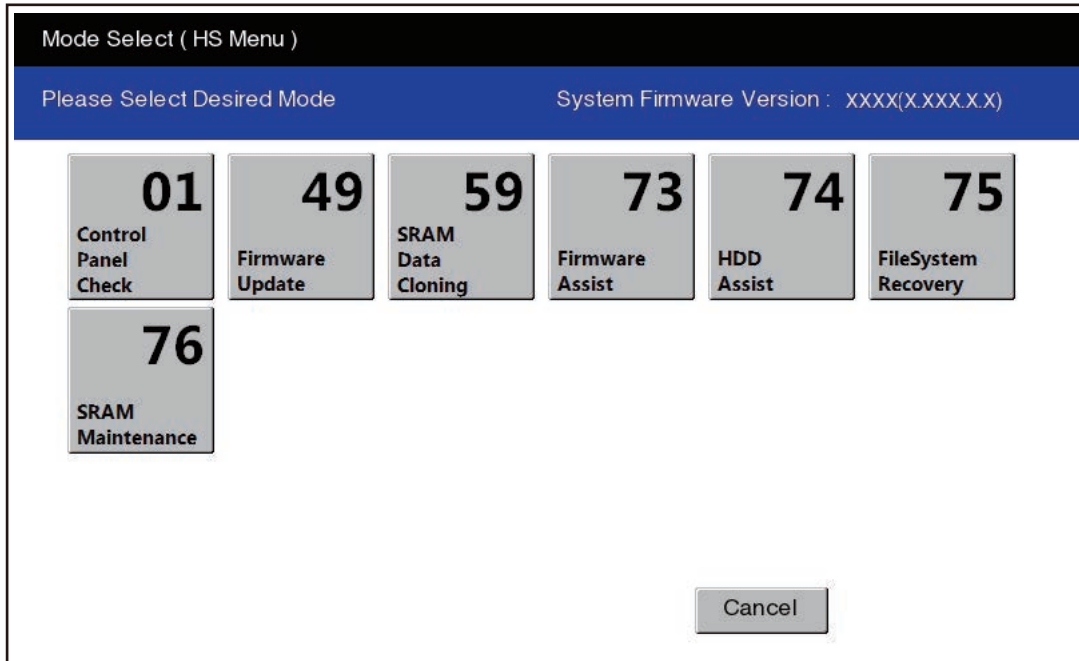 Mode Select ( HS Menu )
Please Select Desired Mode
System Firmware Version : XXXX(X.XXX.X.X)
01
Control
Panel
Check
49
Firmware
Update
59
SRAM
Data
Cloning
73
Firmware
Assist
74
HDD
Assist
75
FileSystem
Recovery
76
SRAM
Maintenance
Cancel